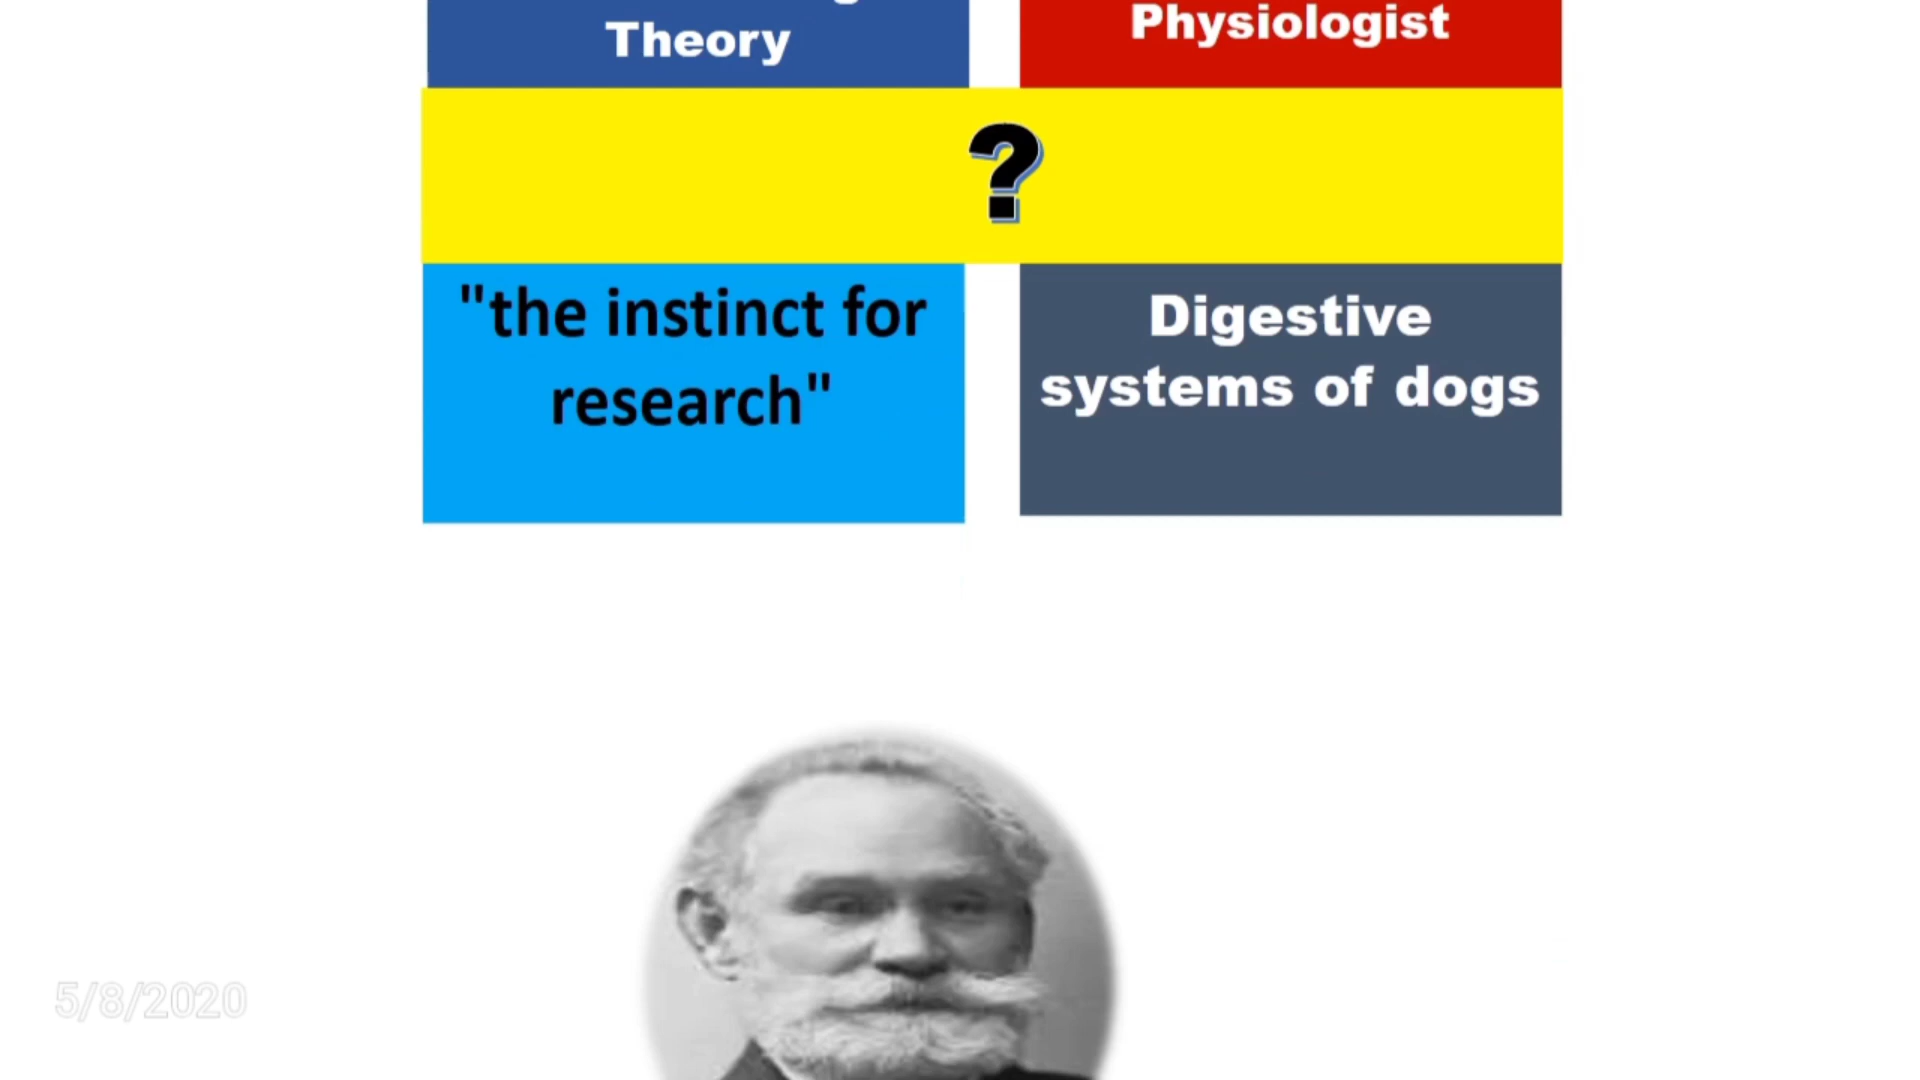 Theory
Physiologist
?
"the instinct for
research"
Digestive
systems of dogs
5/8/2020